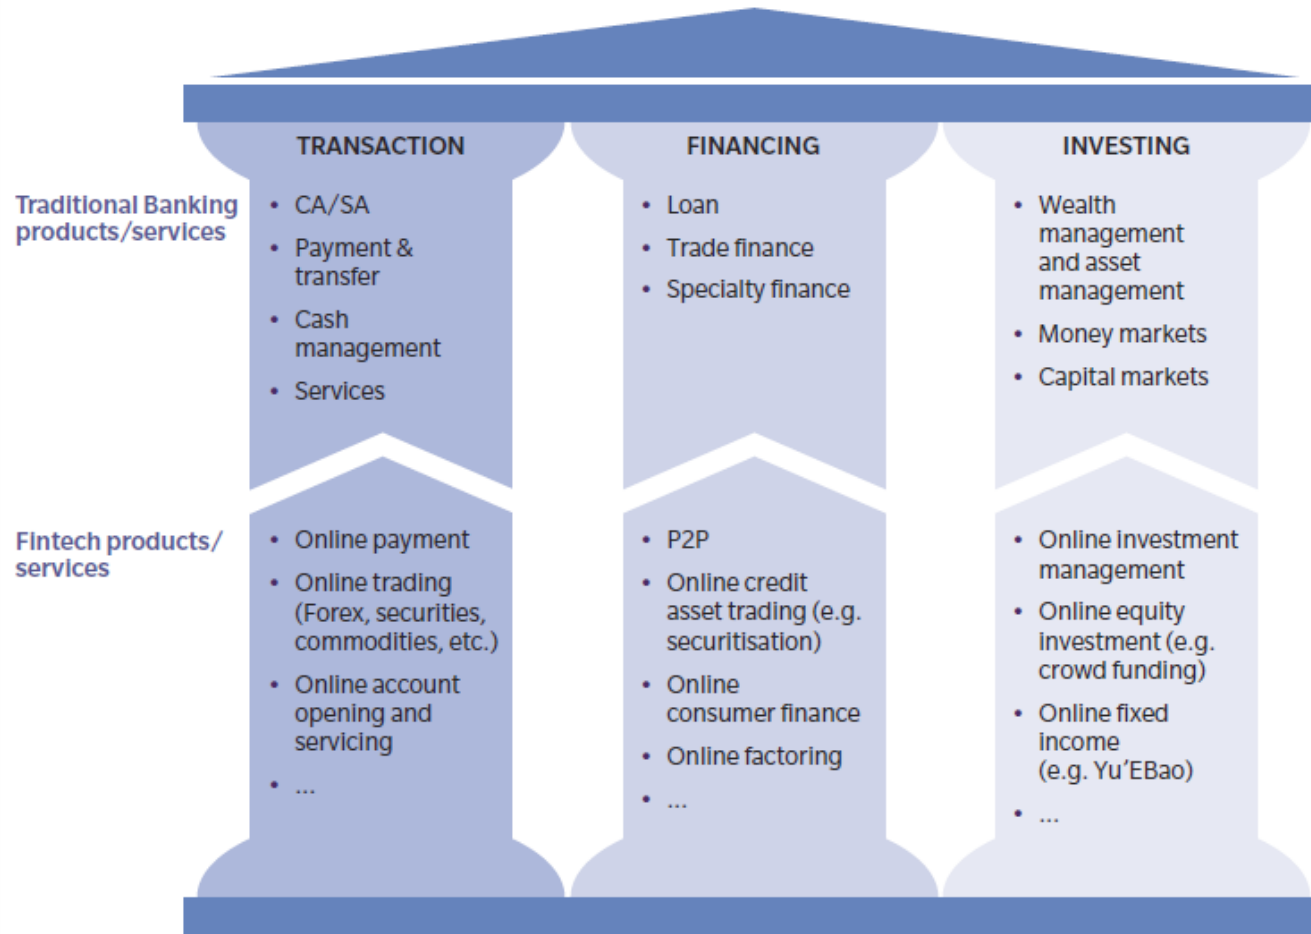 TRANSACTION
FINANCING
INVESTING
Traditional Banking
products/services
• CA/SA
• Payment &
transfer
• Cash
management
• Services
• Loan
• Trade finance
• Specialty finance
• Wealth
management
and asset
management
• Money markets
• Capital markets
Fintech products/
services
• Online payment
• Online trading
(Forex, securities,
commodities, etc.)
• Online account
opening and
servicing
• ...
• P2P
• Online credit
asset trading (e.g.
securitisation)
• Online
consumer finance
• Online factoring
• ...
• Online investment
management
• Online equity
investment (e.g.
crowd funding)
• Online fixed
income
(e.g. Yu’EBao)
• ...